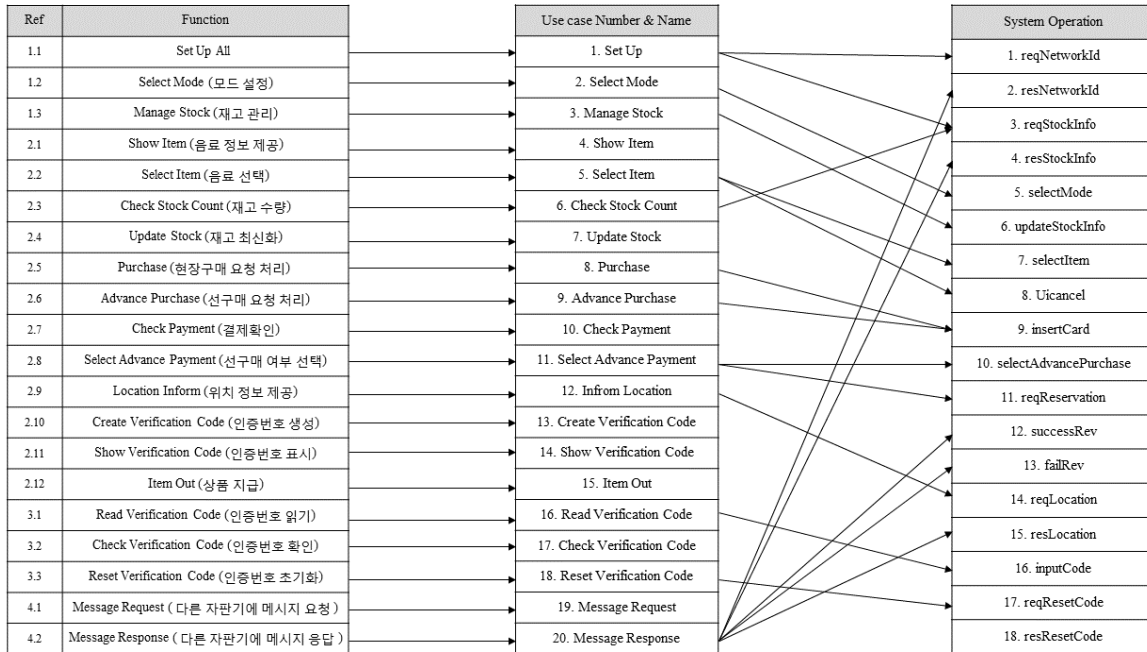 Ref Function
1.1 Set Up All
1.2 Select Mode (모드 설정)
1.3 Manage Stock (재고 관리)
2.1 Show Item (음료 정보 제공)
2.2 Select Item (음료 선택)
2.3 Check Stock Count (재고 수량)
2.4 Update Stock (재고 최신화)
2.5 Purchase (현장구매 요청 처리)
2.6 Advance Purchase (선구매 요청 처리)
2.7 Check Payment (결제확인)
2.8 Select Advance Payment (선구매 여부 선택)
2.9 Location Inform (위치 정보 제공)
2.10 Create Verification Code (인증번호 생성)
2.11 Show Verification Code (인증번호 표시)
2.12 Item Out (상품 지급)
3.1 Read Verification Code (인증번호 읽기)
3.2 Check Verification Code (인증번호 확인)
3.3 Reset Verification Code (인증번호 초기화)
4.1 Message Request ( 다른 자판기에 메시지 요청 )
4.2 Message Response ( 다른 자판기에 메시지 응답 )
Use case Number & Name
1. Set Up
2. Select Mode
3. Manage Stock
4. Show Item
5. Select Item
6. Check Stock Count
7. Update Stock
8. Purchase
9. Advance Purchase
10. Check Payment
11. Select Advance Payment
12. Infrom Location
13. Create Verification Code
14. Show Verification Code
15. Item Out
16. Read Verification Code
17. Check Verification Code
18. Reset Verification Code
19. Message Request
20. Message Response
System Operation
1. reqNetworkId
2. resNetworkId
3. reqStockInfo
4. resStockInfo
5. selectMode
6. updateStockInfo
7. selectItem
8. Uicancel
9. insertCard
10. selectAdvancePurchase
11. reqReservation
12. successRev
13. failRev
14. reqLocation
15. resLocation
16. inputCode
17. reqResetCode
18. resResetCode